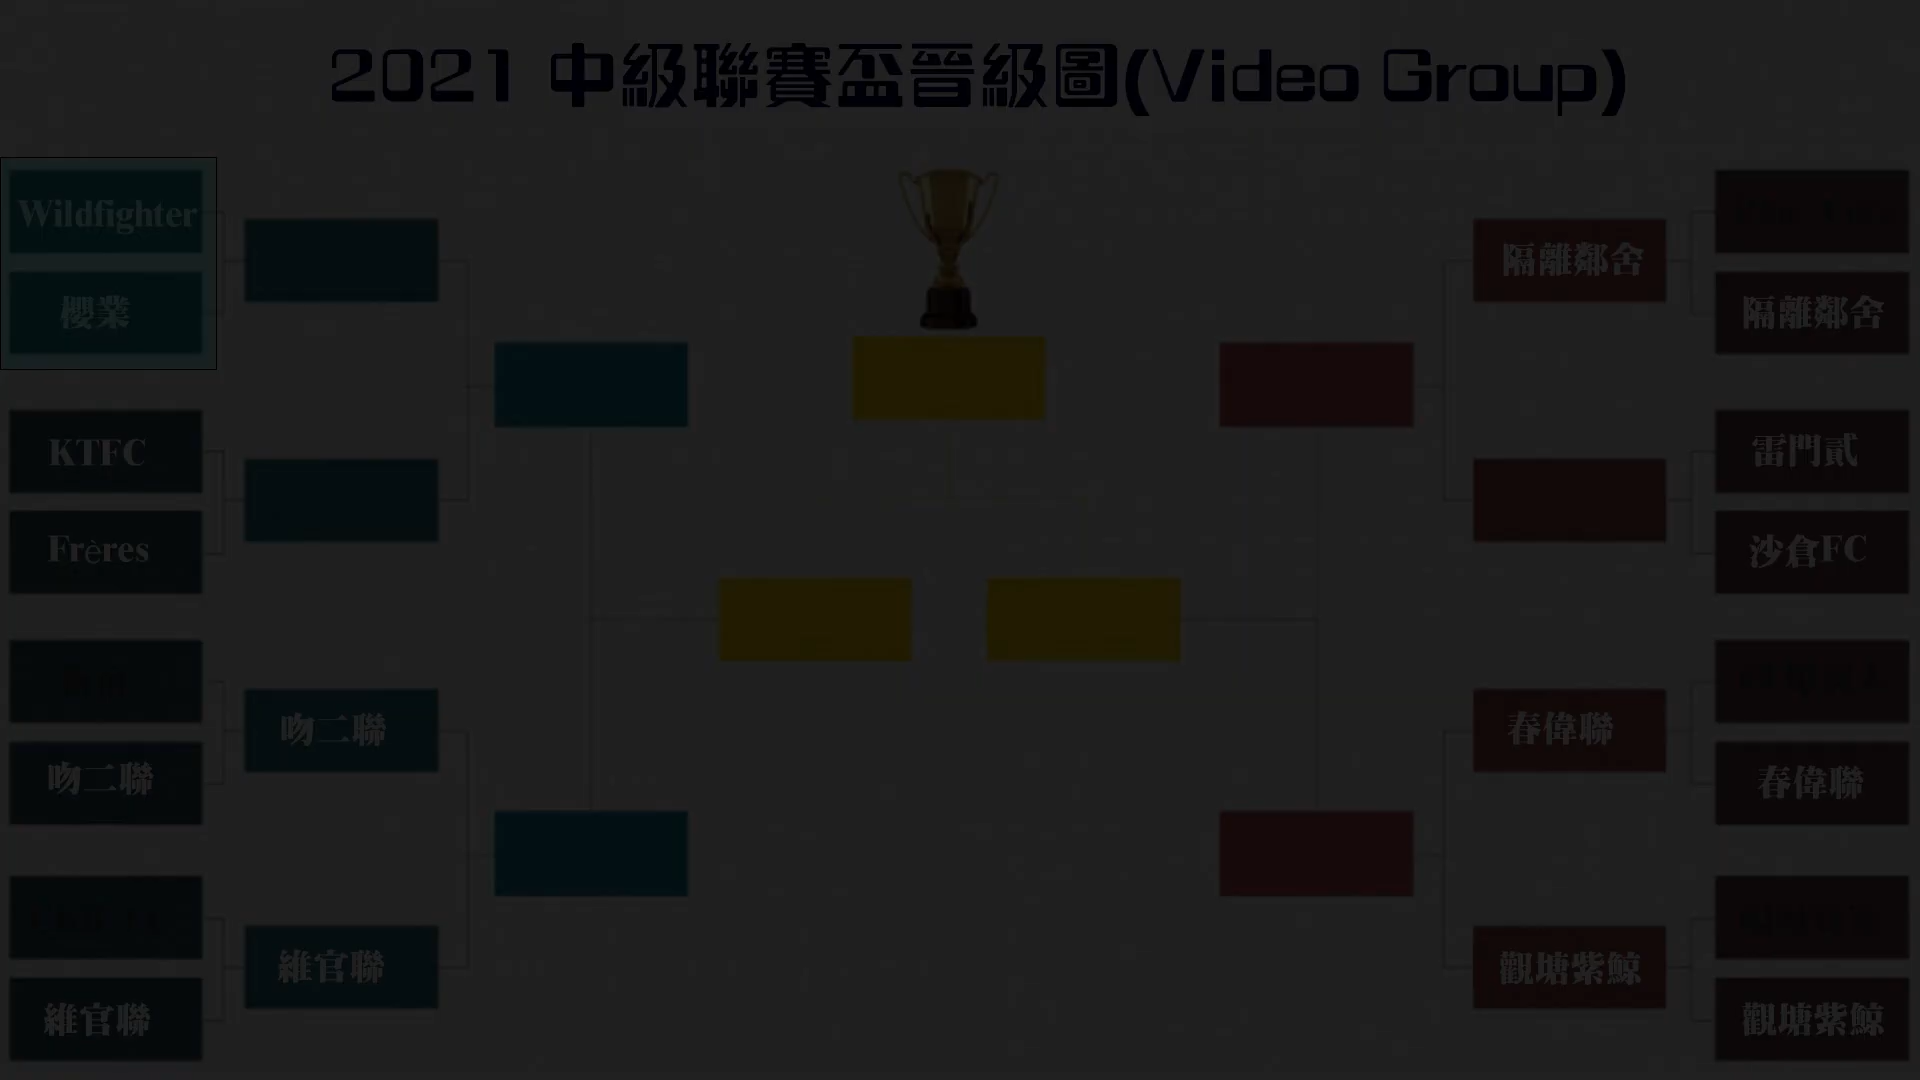 2021 中級聯賽盃晉級圖(Video Group)
Wildfighter
櫻業
KTFC
Frères
吻二聯
維官聯
吻二聯
維官聯
隔離鄰舍
春偉聯
觀塘紫鯨
隔離鄰舍
雷門貳
沙倉FC
春偉聯
觀塘紫鯨